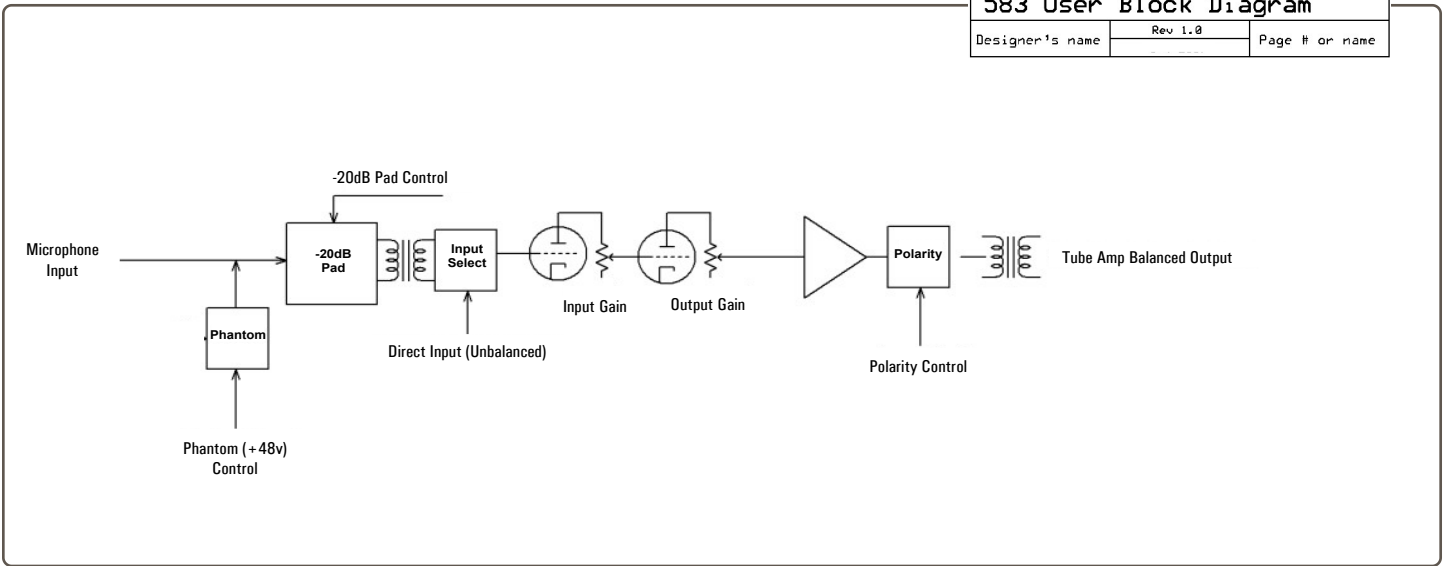 583 User Block Diagram
Designer's name
Rev 1.0
Page # or name
-20dB Pad Control
Microphone
Input
-20dB
Pad
Input
Select
Polarity
Tube Amp Balanced Output
Input Gain
Output Gain
Phantom
Direct Input (Unbalanced)
Polarity Control
Phantom (+48v)
Control